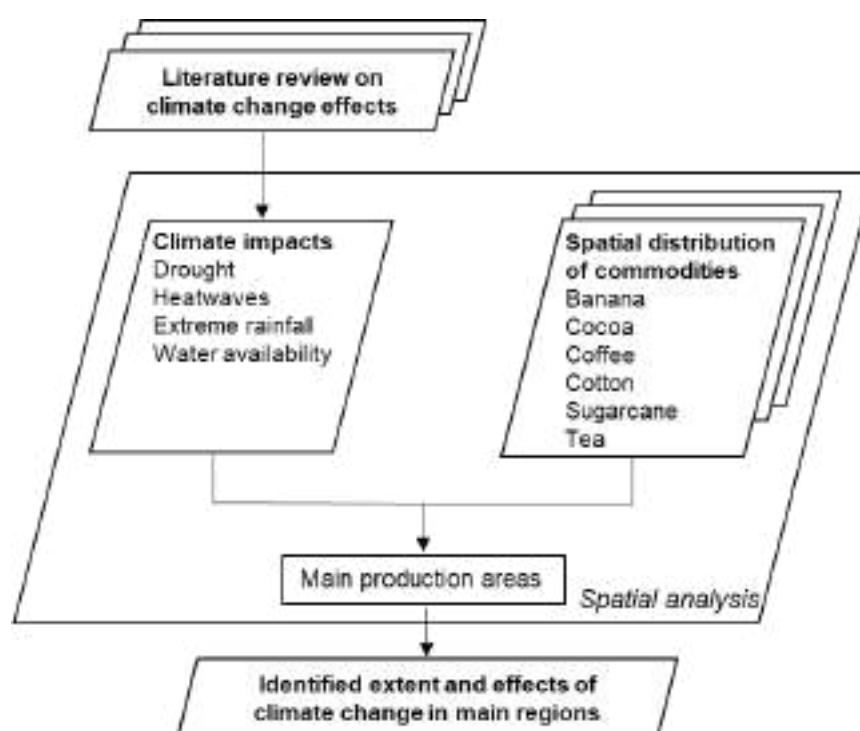 Literature review on
climate change effects
Climate impacts
Drought
Heatwaves
Extreme rainfall
Water availability
Spatial distribution
of commodities
Banana
Cocoa
Coffee
Cotton
Sugarcane
Tea
Main production areas
Spatial analysis
Identified extent and effects of
climate change in main regions